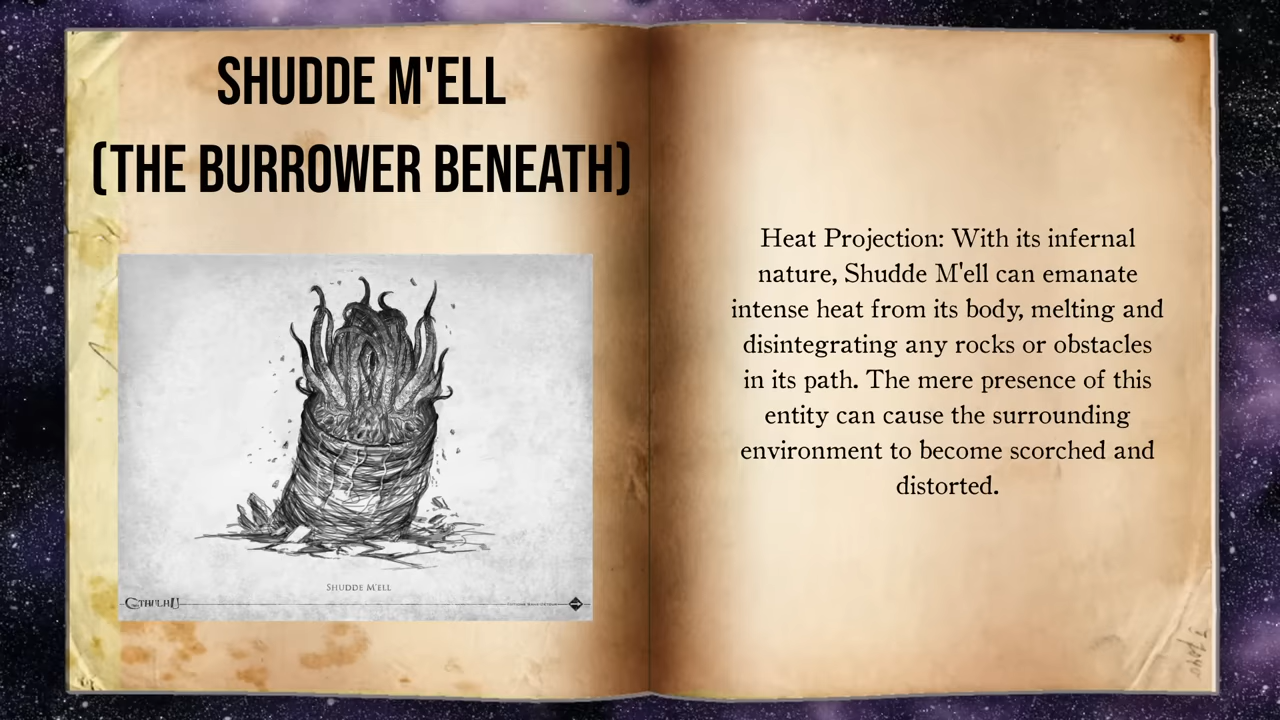 SHUDDE M'ELL
(THE BURROWER BENEATH)
SHUDDE M'ELL
CTHULHU
Heat Projection: With its infernal
nature, Shudde M'ell can emanate
intense heat from its body, melting and
disintegrating any rocks or obstacles
in its path. The mere presence of this
entity can cause the surrounding
environment to become scorched and
distorted.